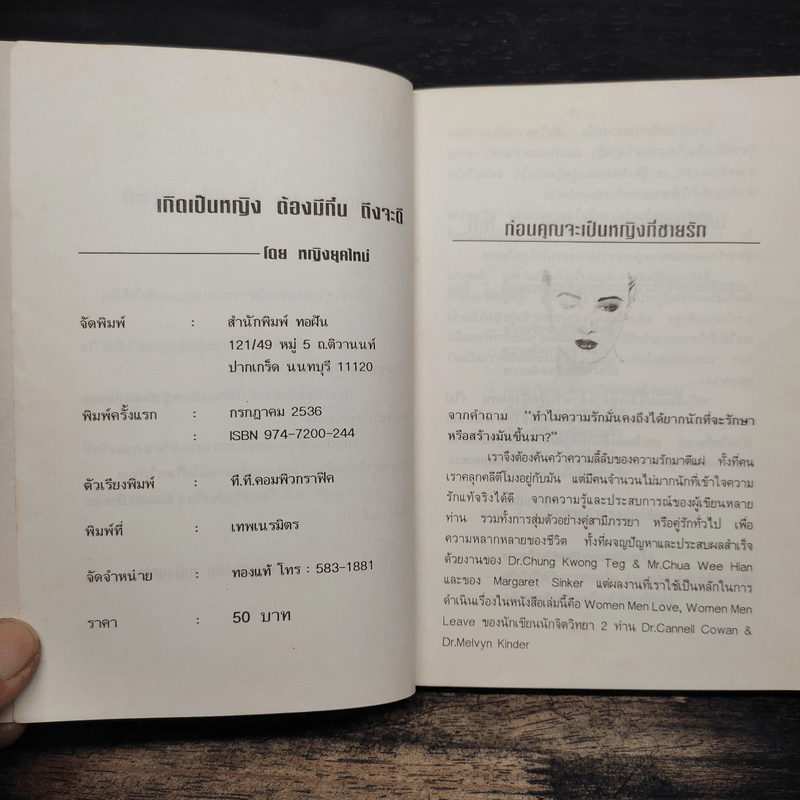 เกิดเป็นหญิง ต้องมีกึ๋น ถึงจะดี
โดย หญิงยุคใหม่
จัดพิมพ์ : สำนักพิมพ์ ทอฝัน
121/49 หมู่ 5 ถ.ติวานนท์
ปากเกร็ด นนทบุรี 11120
พิมพ์ครั้งแรก : กรกฎาคม 2536
: ISBN 974-7200-244
ตัวเรียงพิมพ์ : ที.ที.คอมพิวกราฟิค
พิมพ์ที่ : เทพเนรมิตร
จัดจำหน่าย : ทองแท้ โทร : 583-1881
ราคา : 50 บาท
ก่อนคุณจะเป็นหญิงที่ชายรัก
จากคำถาม "ทำไมความรักมั่นคงถึงได้ยากนักที่จะรักษา
หรือสร้างมันขึ้นมา?"
เราจึงต้องค้นคว้าความลี้ลับของความรักมาตีแผ่ ทั้งที่คน
เราคลุกคลีตีโมงอยู่กับมัน แต่มีคนจำนวนไม่มากนักที่เข้าใจความ
รักแท้จริงได้ดี จากความรู้และประสบการณ์ของผู้เขียนหลาย
ท่าน รวมทั้งการสุ่มตัวอย่างคู่สามีภรรยา หรือคู่รักทั่วไป เพื่อ
ความหลากหลายของชีวิต ทั้งที่ผจญปัญหาและประสบผลสำเร็จ
ด้วยงานของ Dr.Chung Kwong Teg & Mr.Chua Wee Hian
และของ Margaret Sinker แต่ผลงานที่เราใช้เป็นหลักในการ
ดำเนินเรื่องในหนังสือเล่มนี้คือ Women Men Love, Women Men
Leave ของนักเขียนนักจิตวิทยา 2 ท่าน Dr.Cannell Cowan &
Dr.Melvyn Kinder